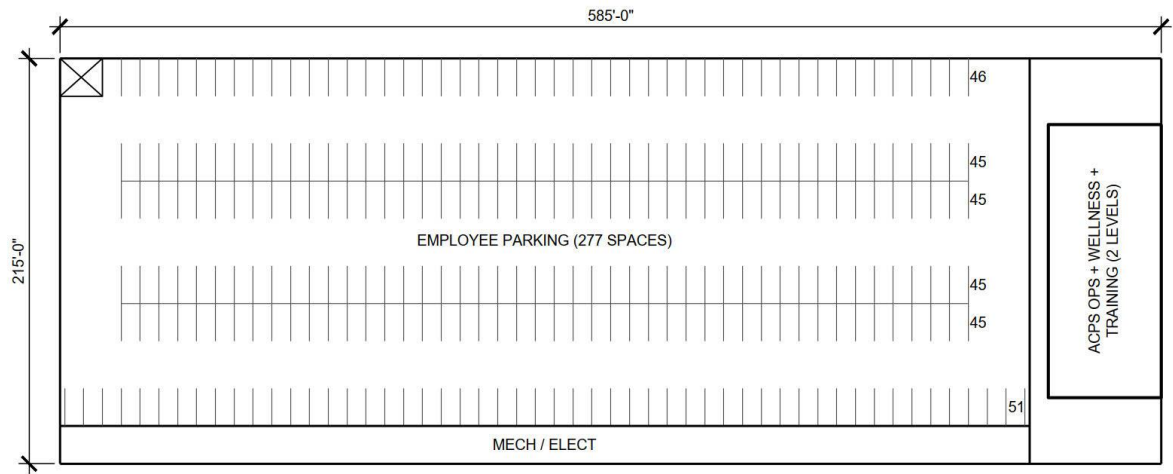 585'-0"
46
45
45
215'-0"
EMPLOYEE PARKING (277 SPACES)
ACPS OPS + WELLNESS +
TRAINING (2 LEVELS)
45
45
51
MECH / ELECT